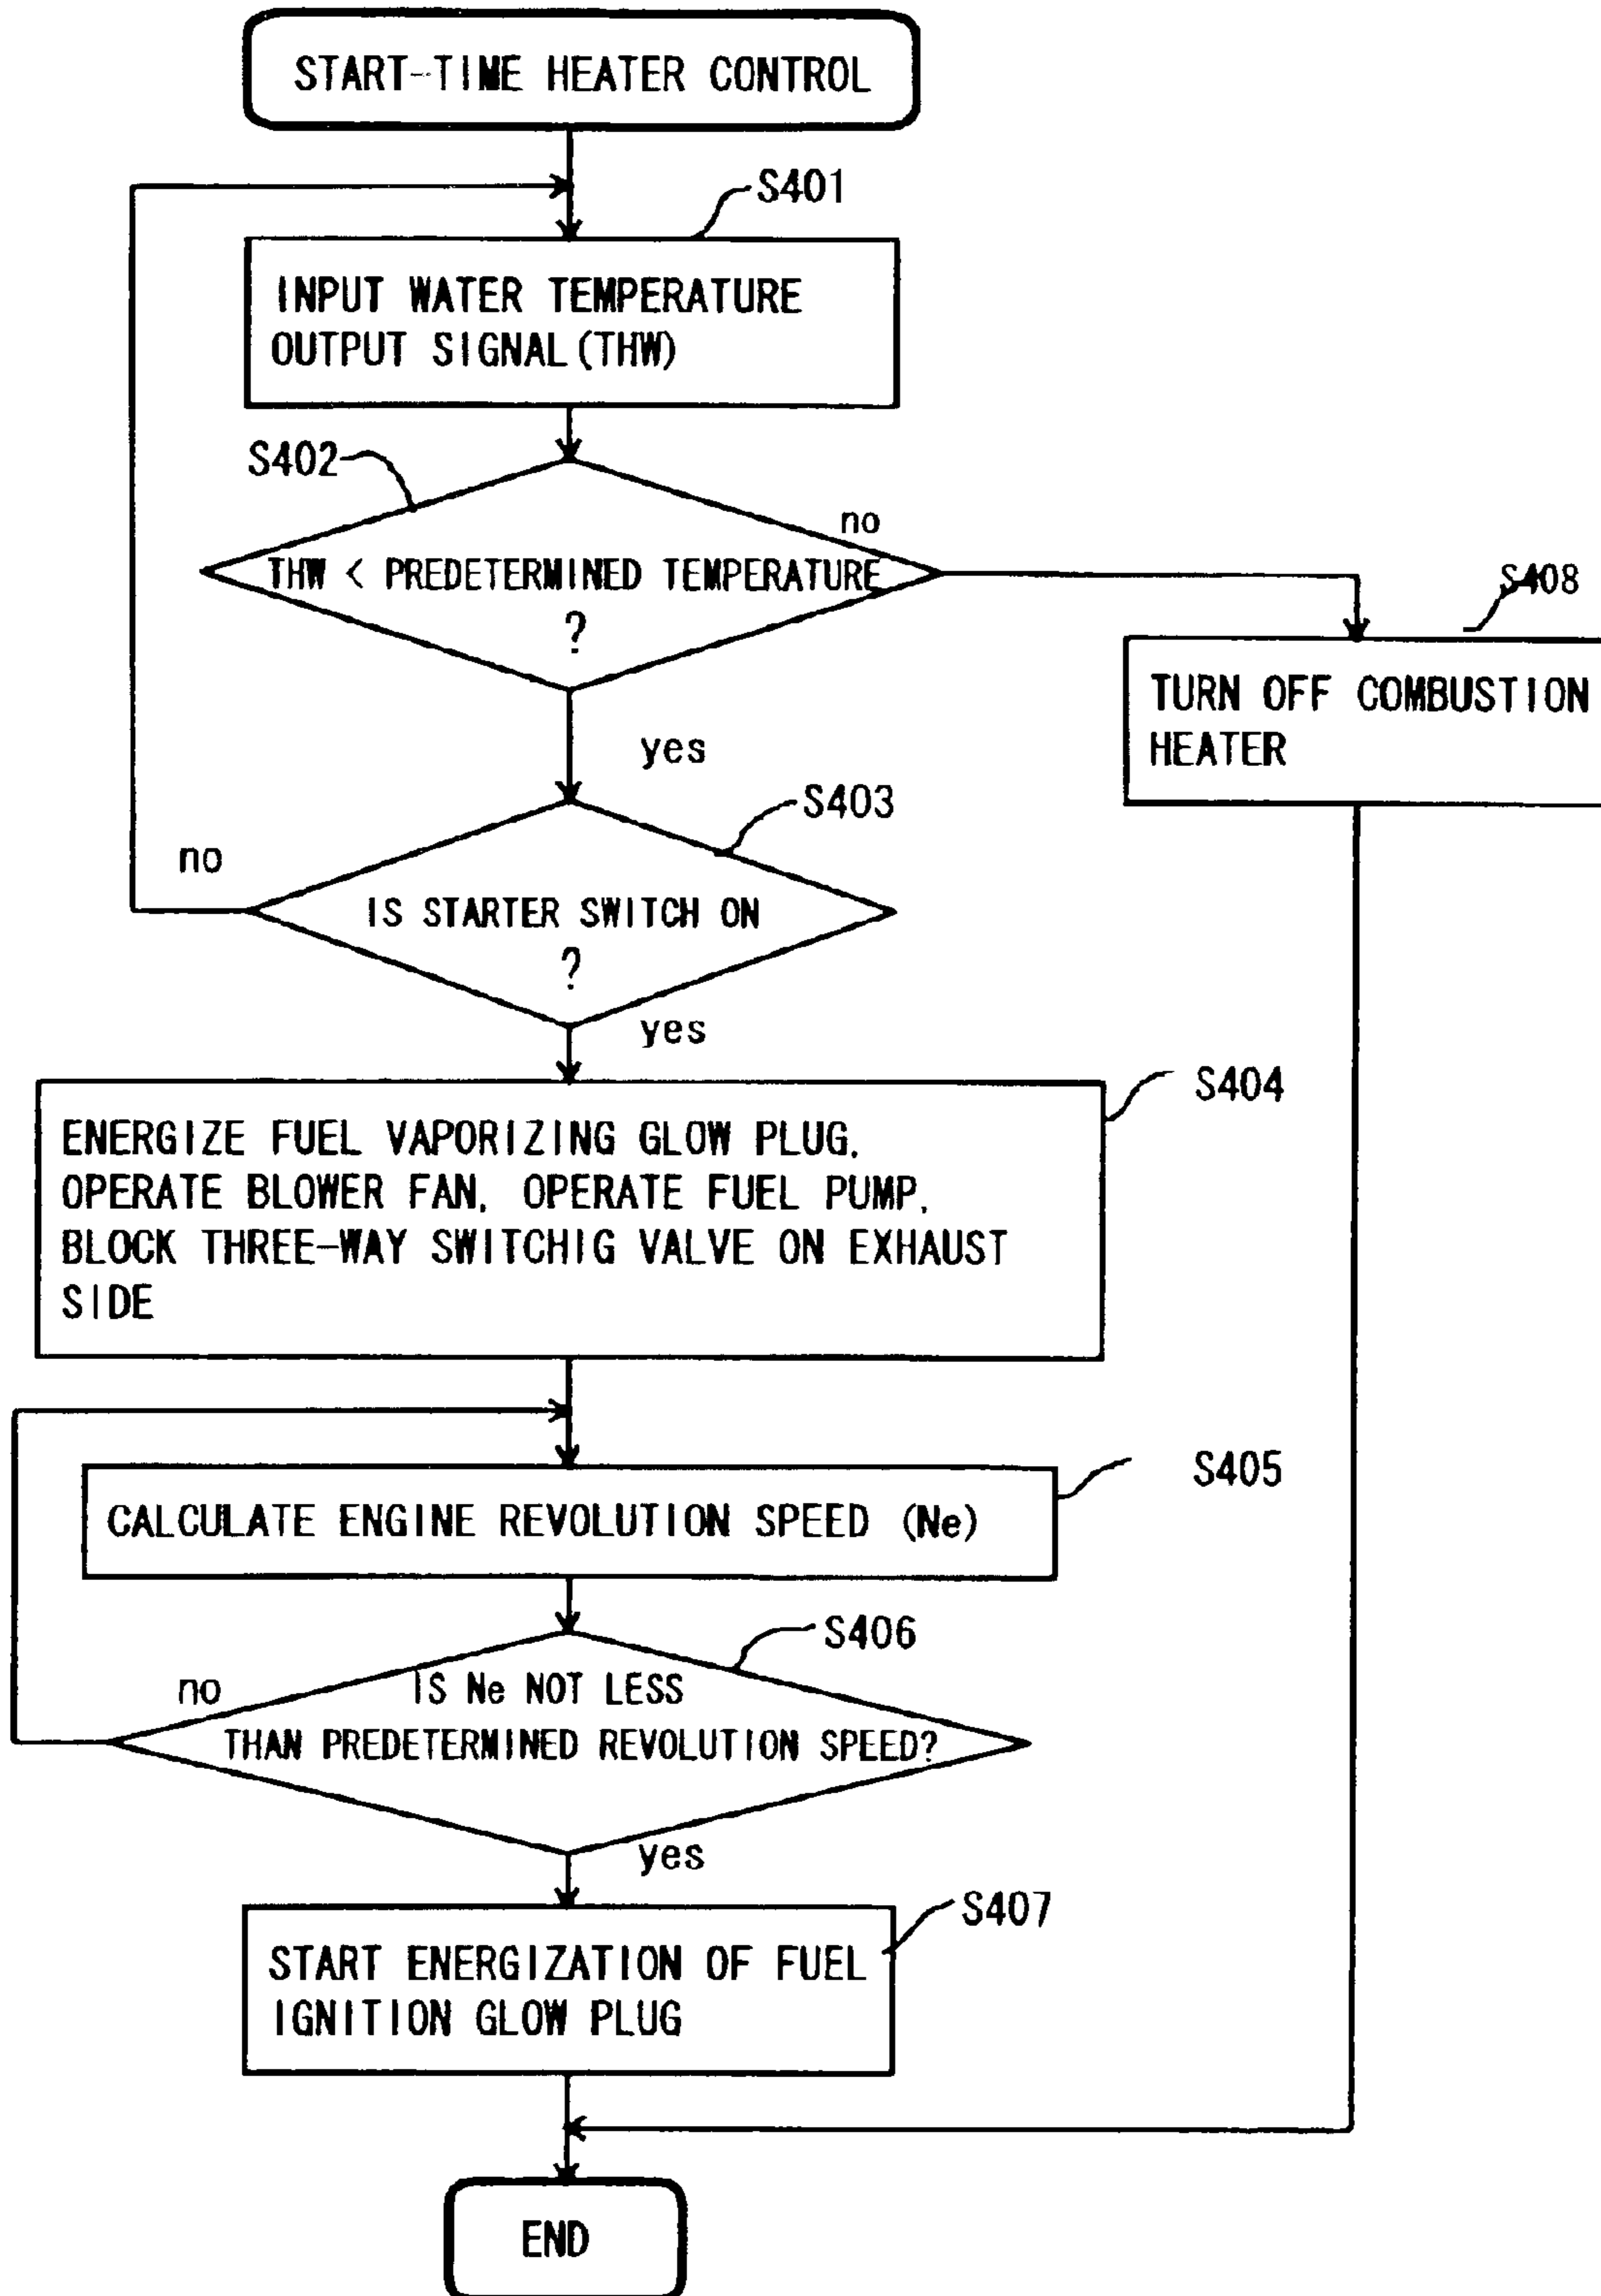 START-TIME HEATER CONTROL
S401
INPUT WATER TEMPERATURE
OUTPUT SIGNAL(THW)
S402
no
THW < PREDETERMINED TEMPERATURE
?
S408
TURN OFF COMBUSTION
HEATER
yes
S403
no
IS STARTER SWITCH ON
?
yes
S404
ENERGIZE FUEL VAPORIZING GLOW PLUG,
OPERATE BLOWER FAN, OPERATE FUEL PUMP,
BLOCK THREE-WAY SWITCHIG VALVE ON EXHAUST
SIDE
S405
CALCULATE ENGINE REVOLUTION SPEED (Ne)
S406
no
IS Ne NOT LESS
THAN PREDETERMINED REVOLUTION SPEED?
yes
S407
START ENERGIZATION OF FUEL
IGNITION GLOW PLUG
END